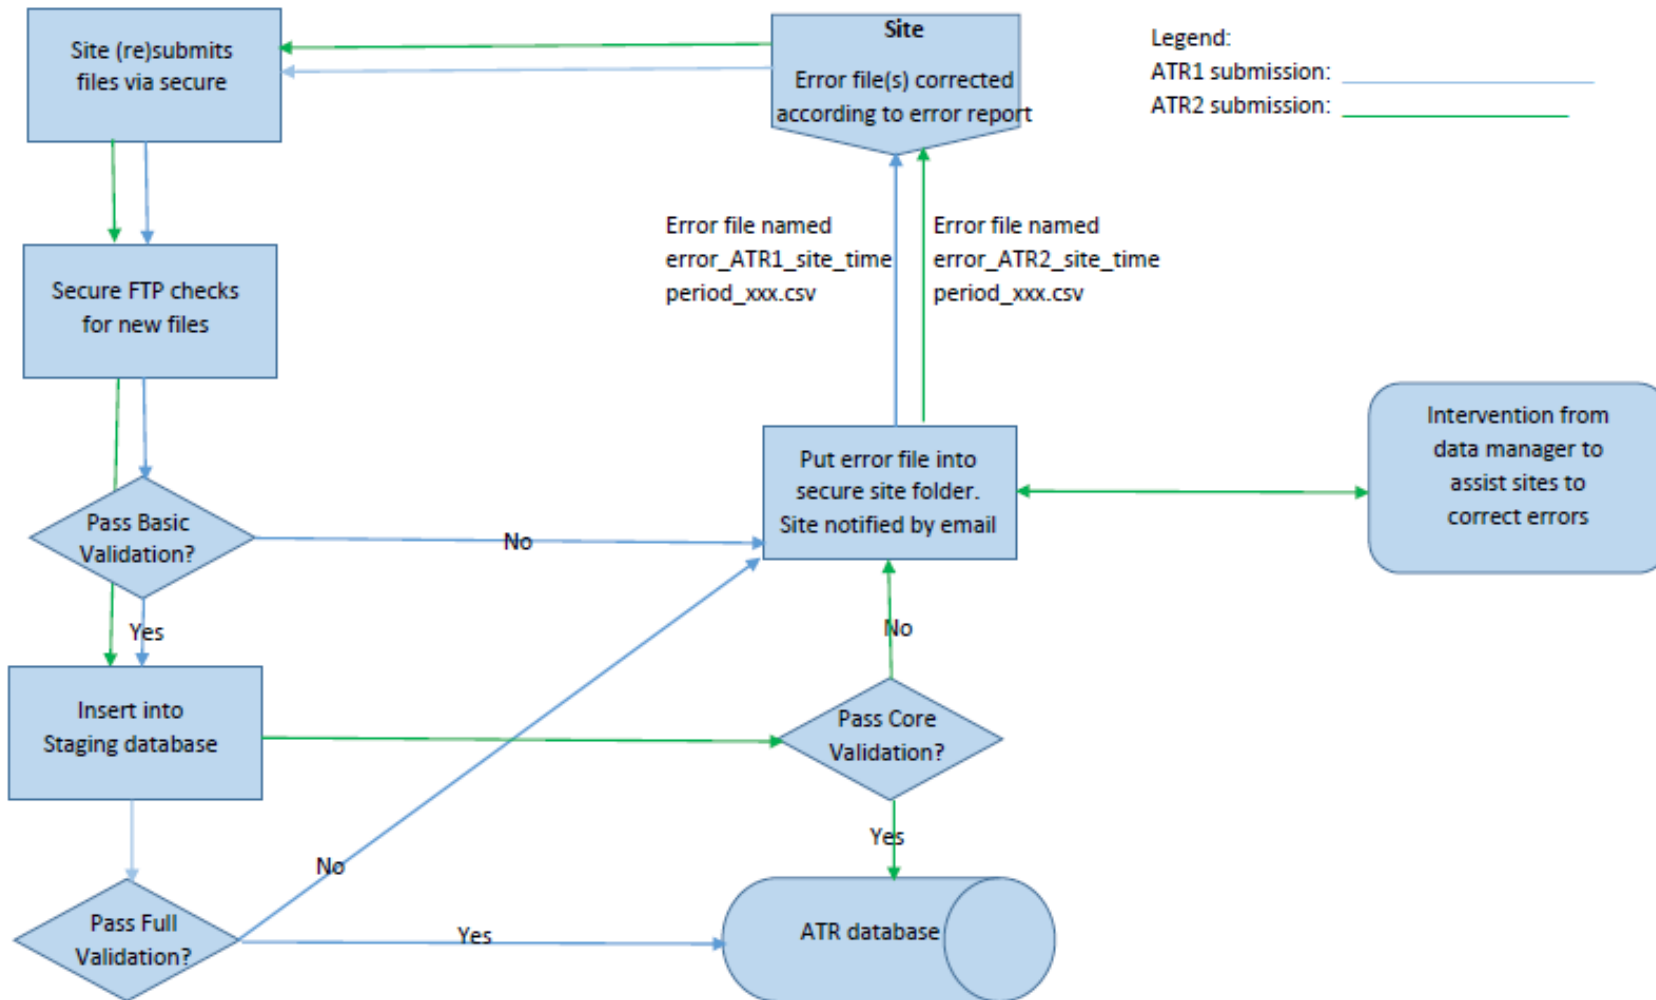 Site (re)submits
files via secure
Site
Error file(s) corrected
according to error report
Legend:
ATR1 submission:
ATR2 submission:
Secure FTP checks
for new files
Error file named
error_ATR1_site_time
period_xxx.csv
Error file named
error_ATR2_site_time
period_xxx.csv
Pass Basic
Validation?
No
Put error file into
secure site folder.
Site notified by email
Intervention from
data manager to
assist sites to
correct errors
Yes
No
Insert into
Staging database
Pass Core
Validation?
No
Yes
Pass Full
Validation?
Yes
ATR database